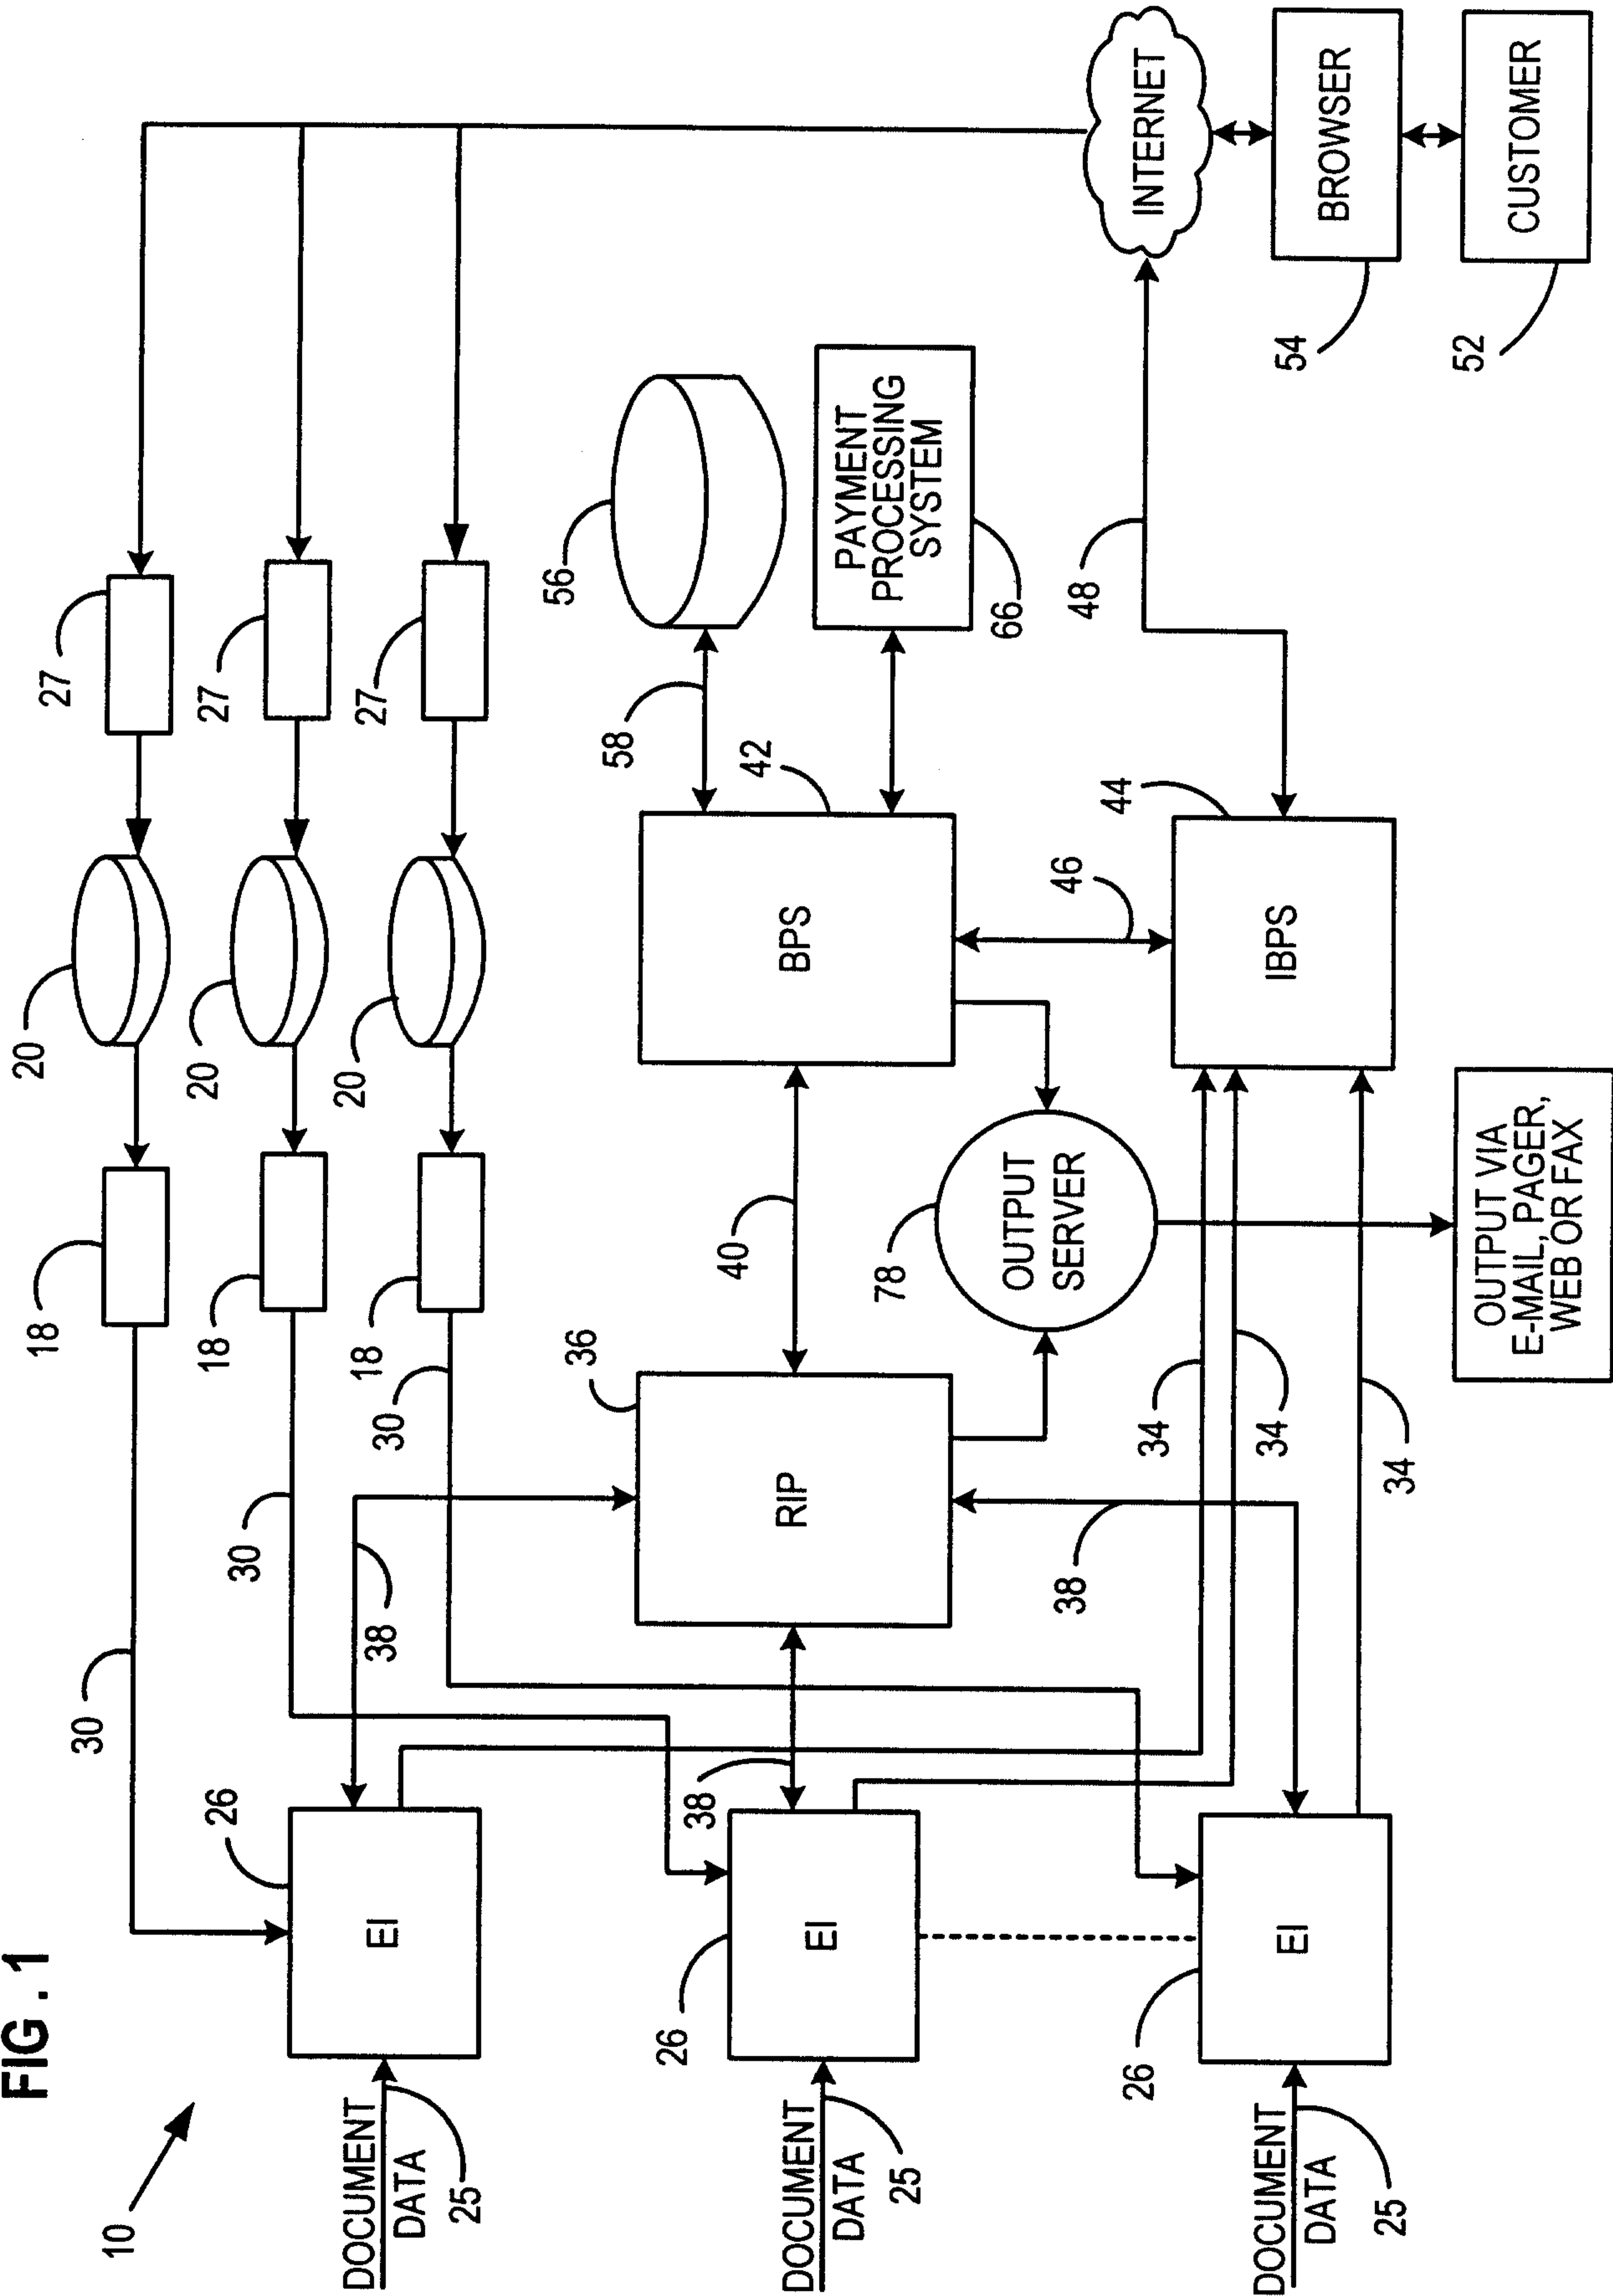 FIG. 1
10
30
18
20
27
30
18
20
27
30
18
20
27
26
EI
DOCUMENT
DATA
25
38
36
RIP
40
58
56
42
BPS
PAYMENT
PROCESSING
SYSTEM
66
26
EI
DOCUMENT
DATA
25
38
38
78
OUTPUT
SERVER
46
48
34
34
34
44
IBPS
INTERNET
54
BROWSER
52
CUSTOMER
26
EI
DOCUMENT
DATA
25
OUTPUT VIA
E-MAIL, PAGER,
WEB OR FAX